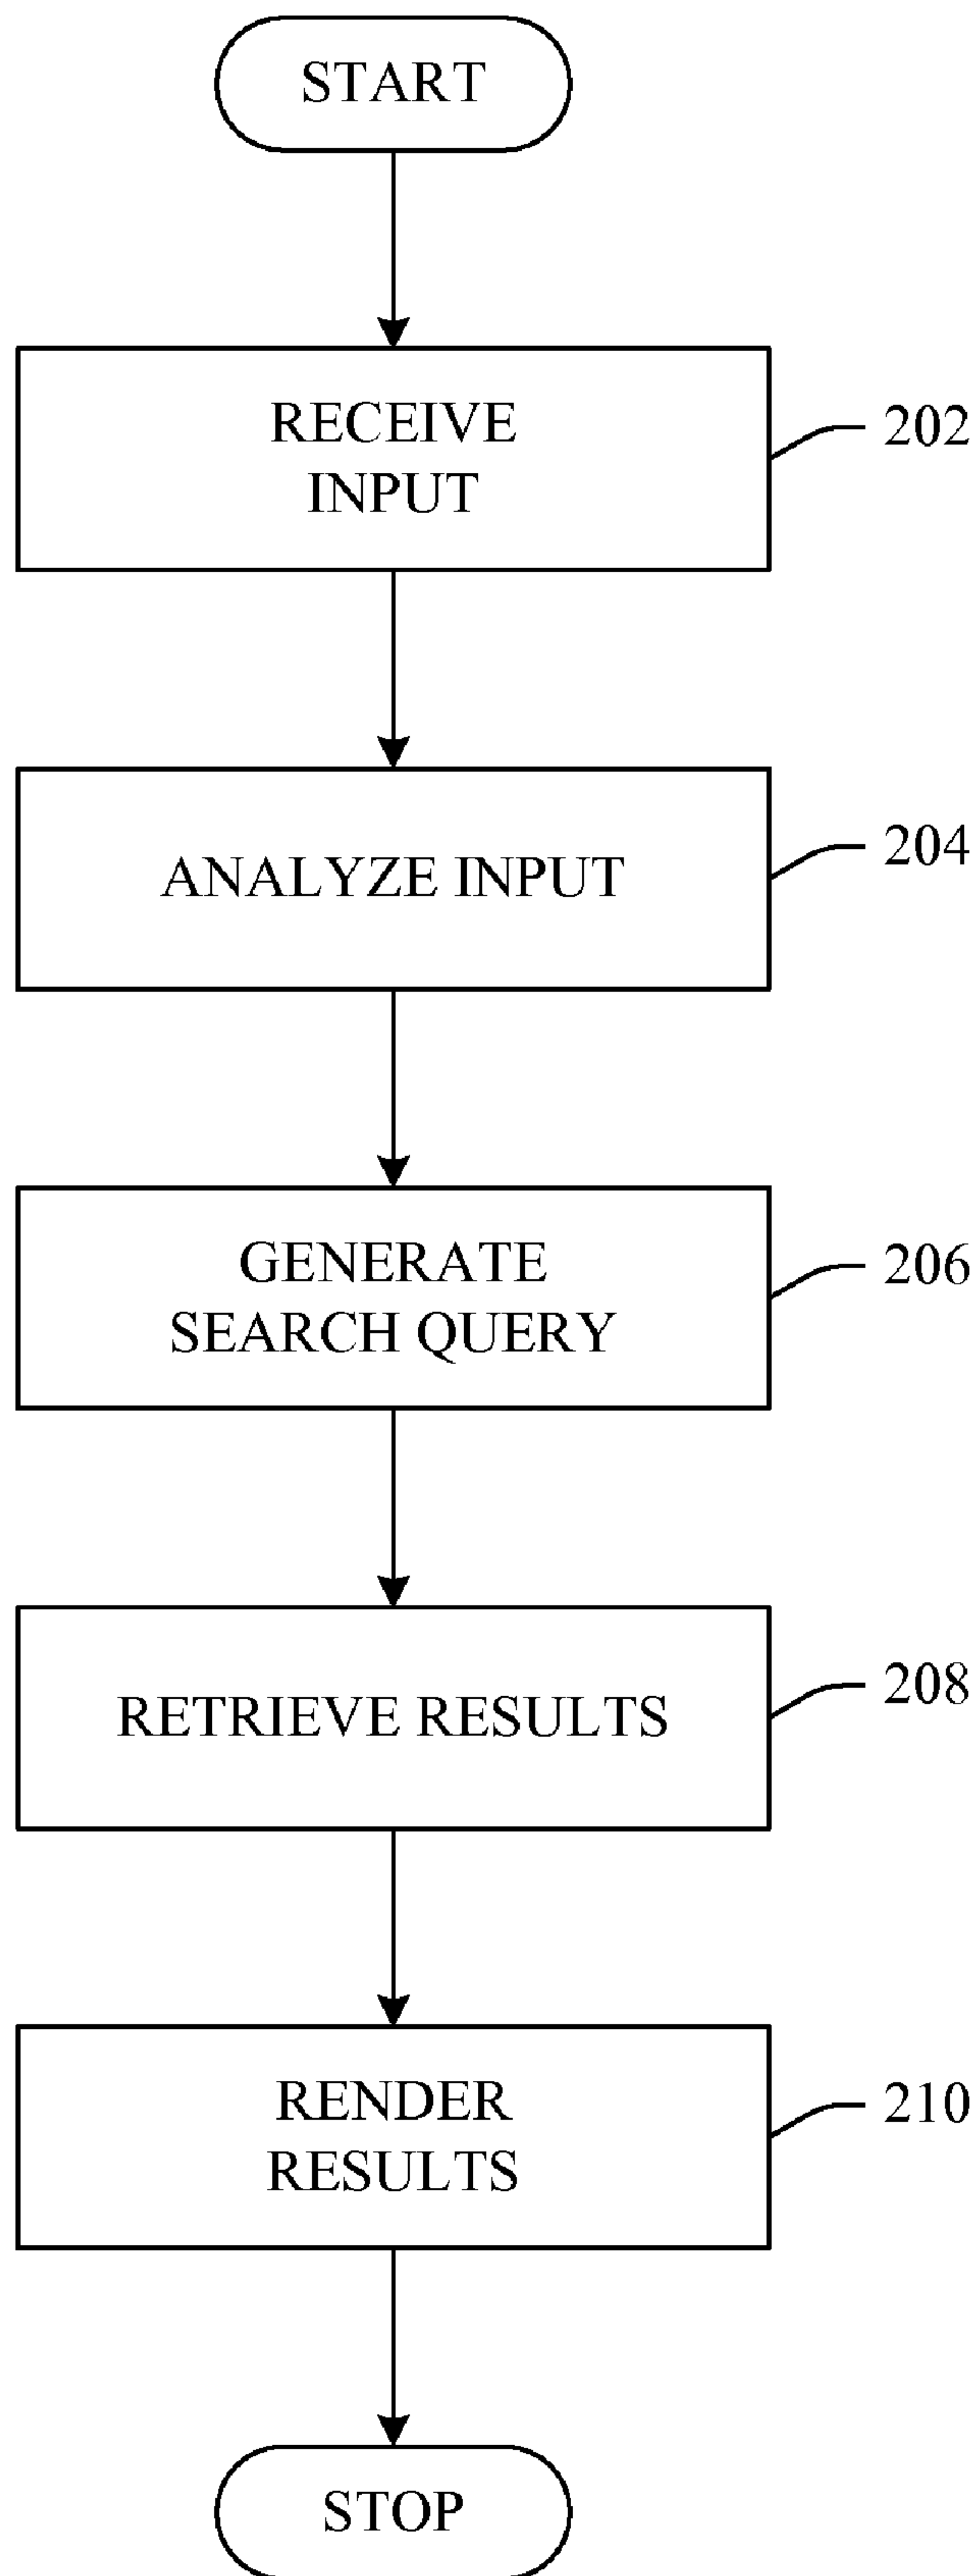 START
RECEIVE
INPUT
202
ANALYZE INPUT
204
GENERATE
SEARCH QUERY
206
RETRIEVE RESULTS
208
RENDER
RESULTS
210
STOP